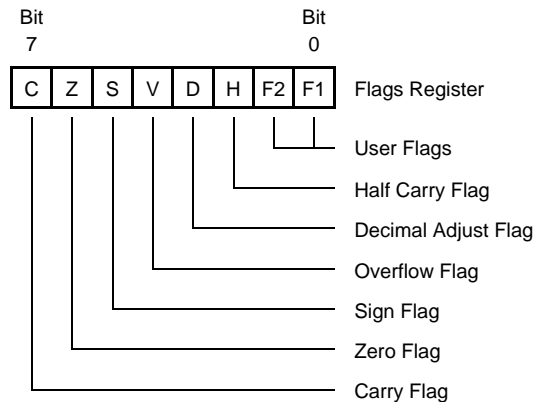 Bit Bit
7 0
C Z S V D H F2 F1 Flags Register
User Flags
Half Carry Flag
Decimal Adjust Flag
Overflow Flag
Sign Flag
Zero Flag
Carry Flag